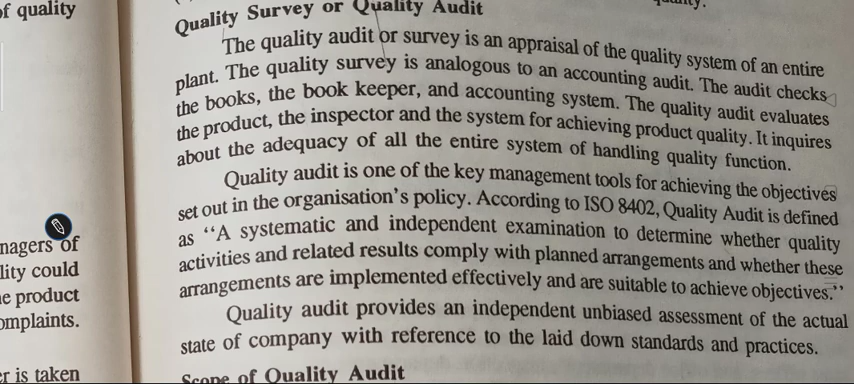 of quality
nagers of
lity could
e product
omplaints.
er is taken
Quality Survey or Quality Audit
The quality audit or survey is an appraisal of the quality system of an entire
plant. The quality survey is analogous to an accounting audit. The audit checks
the books, the book keeper, and accounting system. The quality audit evaluates
the product, the inspector and the system for achieving product quality. It inquires
about the adequacy of all the entire system of handling quality function.
Quality audit is one of the key management tools for achieving the objectives
set out in the organisation's policy. According to ISO 8402, Quality Audit is defined
as "A systematic and independent examination to determine whether quality
activities and related results comply with planned arrangements and whether these
arrangements are implemented effectively and are suitable to achieve objectives."
Quality audit provides an independent unbiased assessment of the actual
state of company with reference to the laid down standards and practices.
Scope of Quality Audit